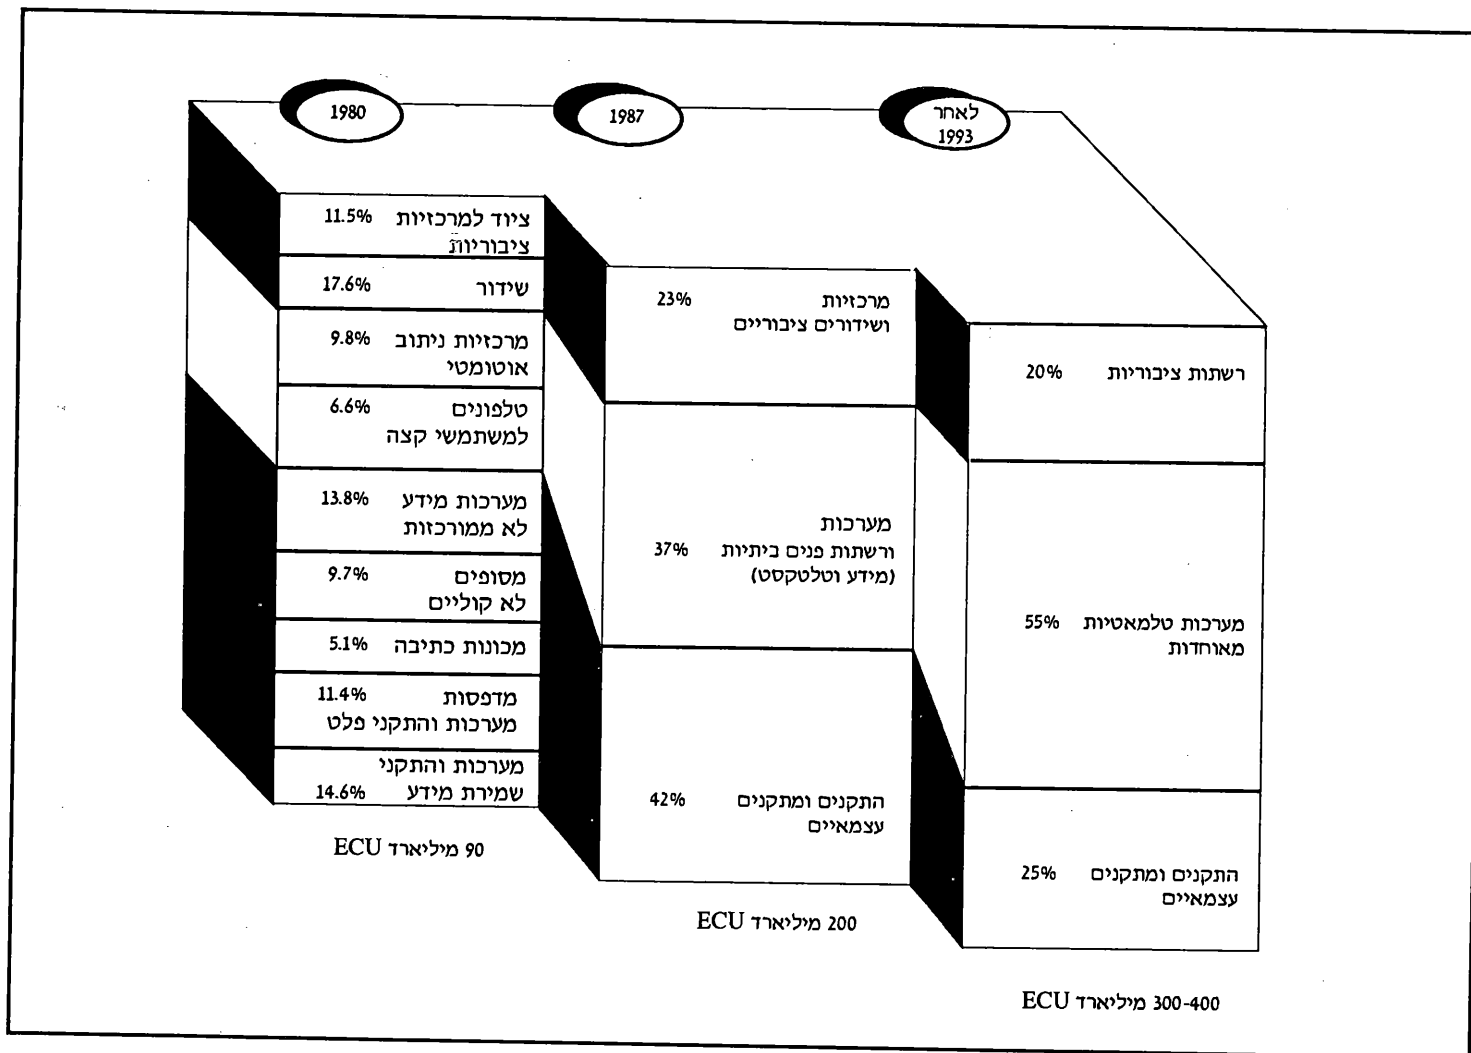 1980
1987
לאחר
1993
ציוד למרכזיות 11.5%
ציבוריות
שידור 17.6%
מרכזיות ניתוב 9.8%
אוטומטי
טלפונים 6.6%
למשתמשי קצה
מערכות מידע 13.8%
לא ממורכזות
מסופים 9.7%
לא קוליים
מכונות כתיבה 5.1%
מדפסות 11.4%
מערכות והתקני פלט
מערכות והתקני
שמירת מידע 14.6%
90 מיליארד ECU
מרכזיות 23%
ושידורים ציבוריים
מערכות
ורשתות פנים ביתיות 37%
(מידע וטלטקסט)
התקנים ומתקנים 42%
עצמאיים
200 מיליארד ECU
רשתות ציבוריות 20%
מערכות טלמאטיות 55%
מאוחדות
התקנים ומתקנים 25%
עצמאיים
300-400 מיליארד ECU